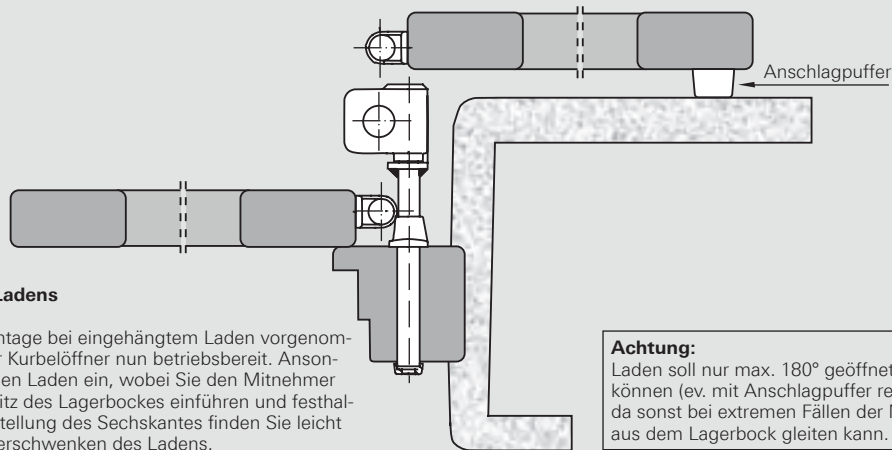 Anschlagpuffer
Ladens
ntage bei eingehängtem Laden vorgenom-
r Kurbelöffner nun betriebsbereit. Anson-
en Laden ein, wobei Sie den Mitnehmer
itz des Lagerbockes einführen und festhal-
tellung des Sechskantes finden Sie leicht
erschwenken des Ladens.
Achtung:
Laden soll nur max. 180° geöffnet
können (ev. mit Anschlagpuffer re
da sonst bei extremen Fällen der
aus dem Lagerbock gleiten kann.